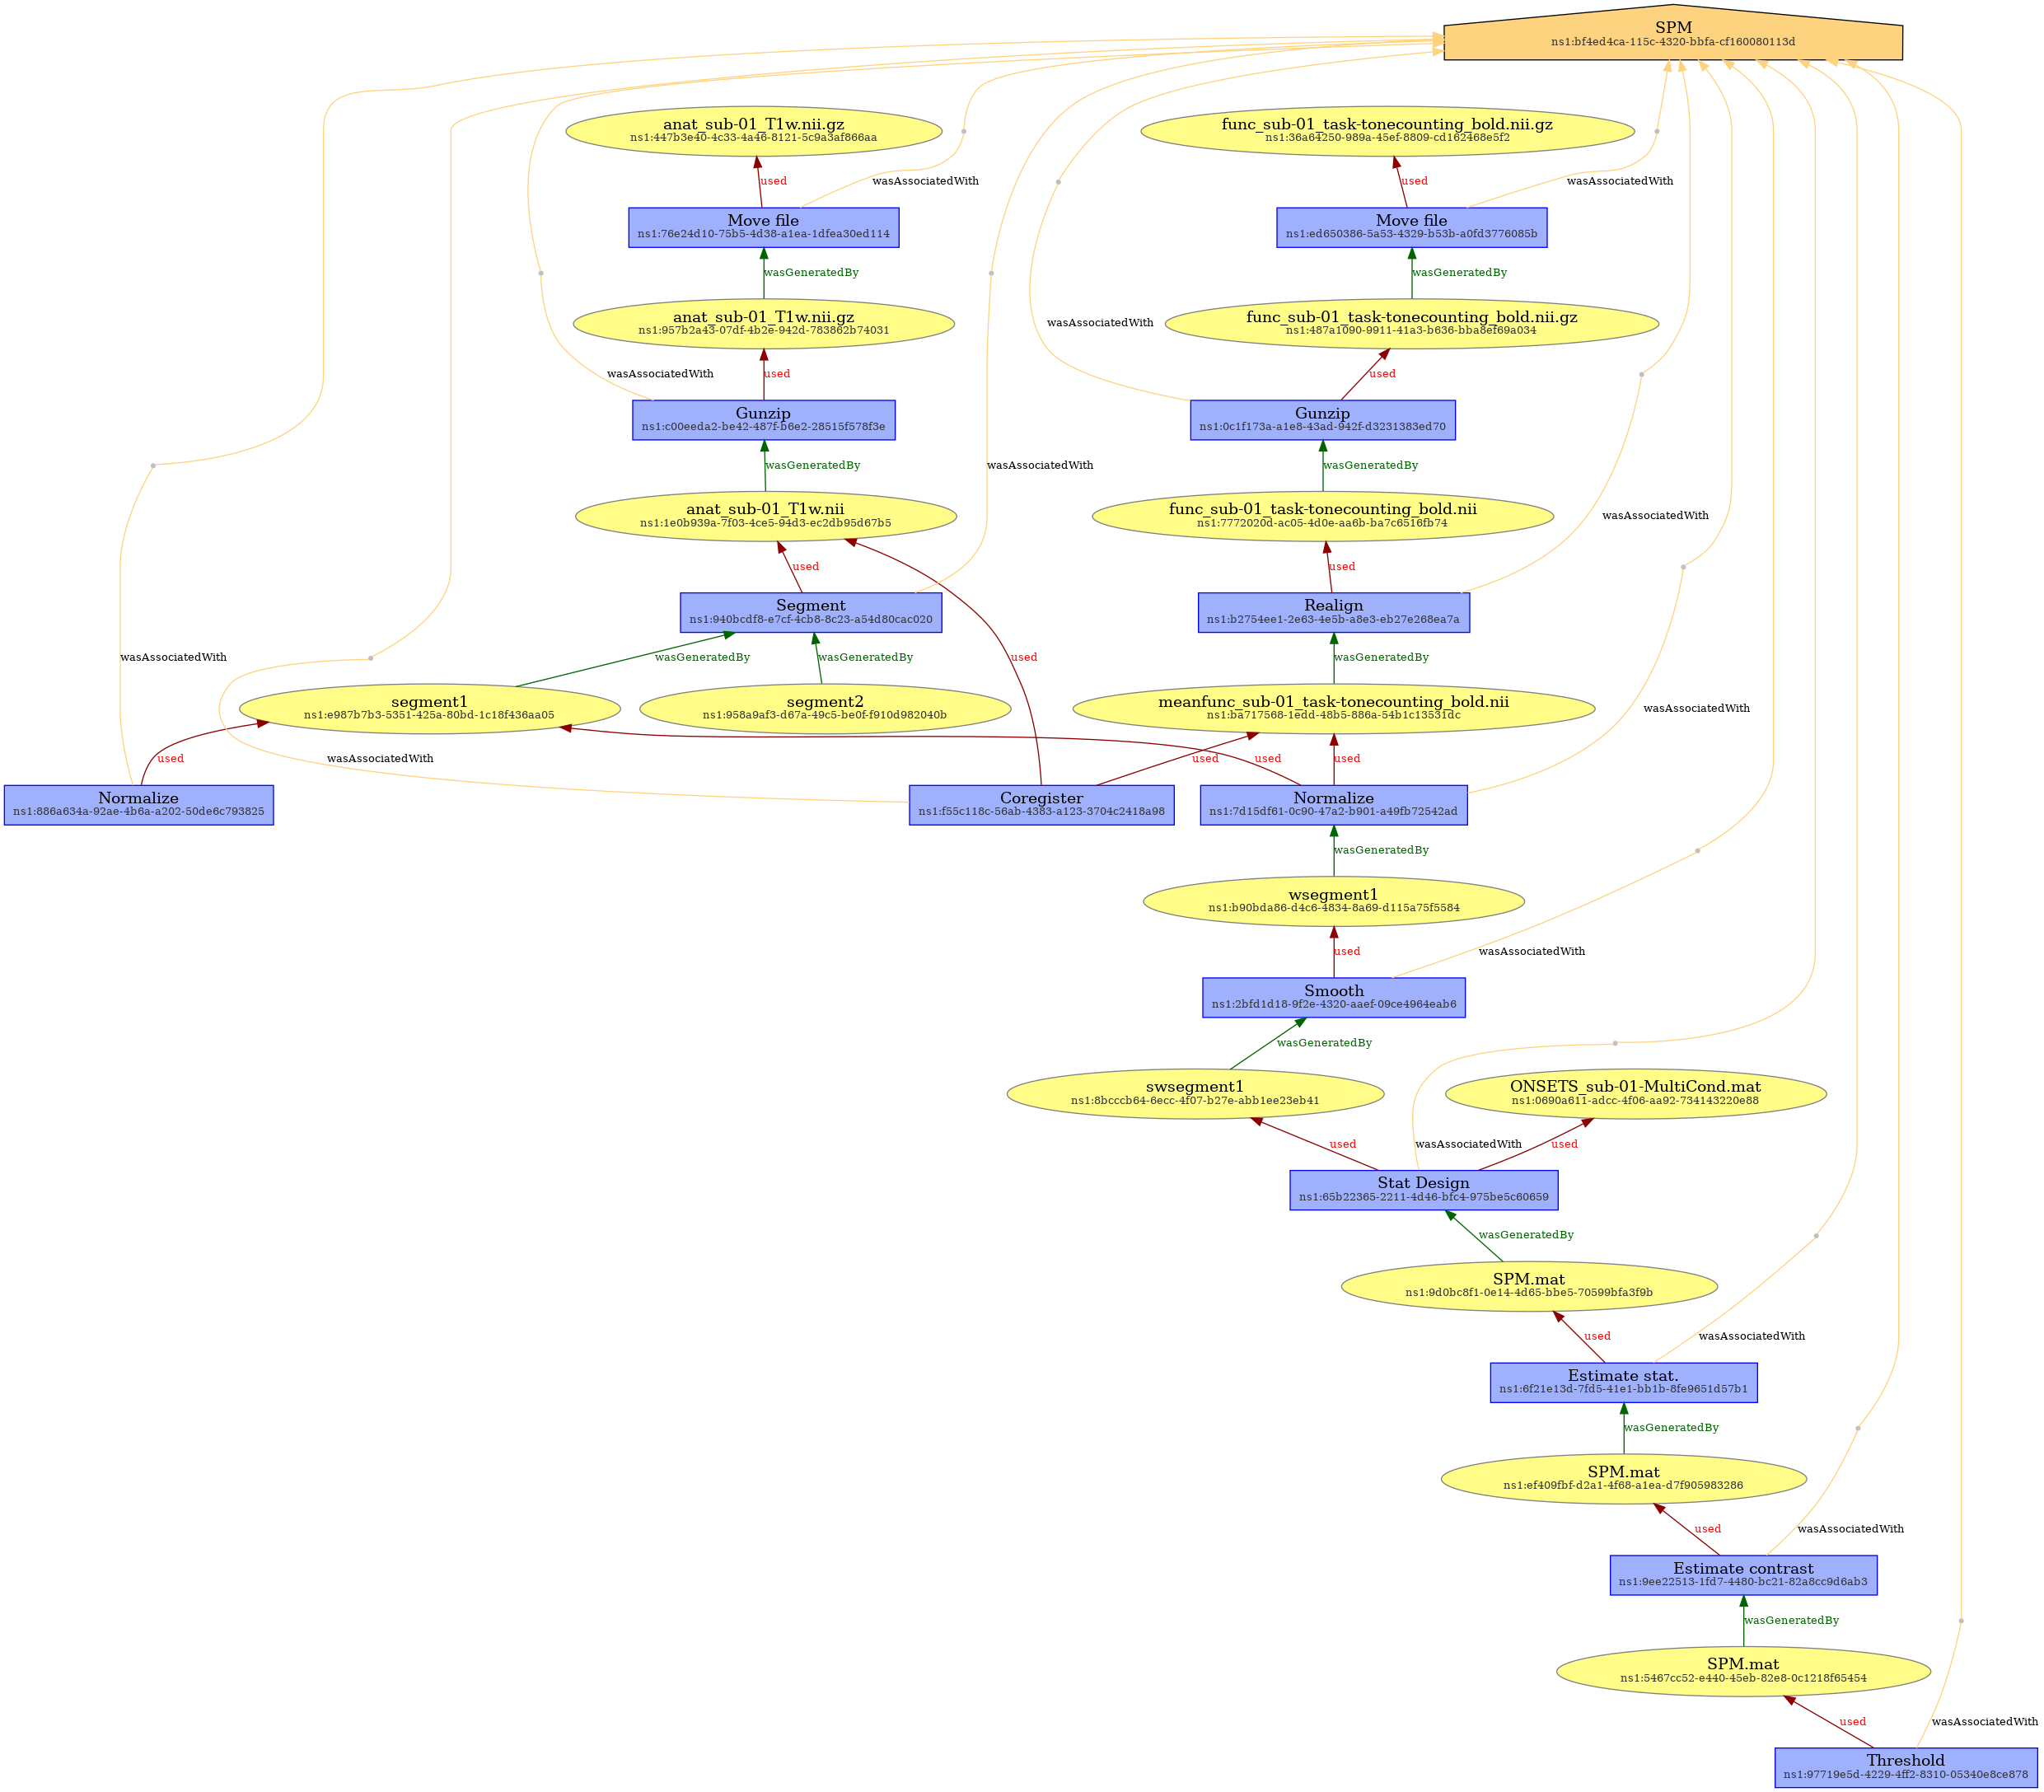 SPM
ns1:bf4ed4ca-115c-4320-bbfa-cf160080113d
anat_sub-01_T1w.nii.gz
ns1:447b3e40-4c33-4a46-8121-5c9a3af866aa
func_sub-01_task-tonecounting_bold.nii.gz
ns1:36a64250-989a-45ef-8809-cd162468e5f2
used
wasAssociatedWith
used
wasAssociatedWith
Move file
ns1:76e24d10-75b5-4d38-a1ea-1dfea30ed114
Move file
ns1:ed650386-5a53-4329-b53b-a0fd3776085b
wasGeneratedBy
wasGeneratedBy
anat_sub-01_T1w.nii.gz
ns1:957b2a43-07df-4b2e-942d-783862b74031
func_sub-01_task-tonecounting_bold.nii.gz
ns1:487a1090-9911-41a3-b636-bba8ef69a034
wasAssociatedWith
used
wasAssociatedWith
used
Gunzip
ns1:c00eeda2-be42-487f-b6e2-28515f578f3e
Gunzip
ns1:0c1f173a-a1e8-43ad-942f-d3231383ed70
wasGeneratedBy
wasAssociatedWith
wasGeneratedBy
anat_sub-01_T1w.nii
ns1:1e0b939a-7f03-4ce5-94d3-ec2db95d67b5
func_sub-01_task-tonecounting_bold.nii
ns1:7772020d-ac05-4d0e-aa6b-ba7c6516fb74
wasAssociatedWith
used
used
Segment
ns1:940bcdf8-e7cf-4cb8-8c23-a54d80cac020
Realign
ns1:b2754ee1-2e63-4e5b-a8e3-eb27e268ea7a
wasAssociatedWith
wasGeneratedBy
wasGeneratedBy
used
wasGeneratedBy
segment1
ns1:e987b7b3-5351-425a-80bd-1c18f436aa05
segment2
ns1:958a9af3-d67a-49c5-be0f-f910d982040b
meanfunc_sub-01_task-tonecounting_bold.nii
ns1:ba717568-1edd-48b5-886a-54b1c13531dc
wasAssociatedWith
used
wasAssociatedWith
used
used
used
Normalize
ns1:886a634a-92ae-4b6a-a202-50de6c793825
Coregister
ns1:f55c118c-56ab-4383-a123-3704c2418a98
Normalize
ns1:7d15df61-0c90-47a2-b901-a49fb72542ad
wasGeneratedBy
wsegment1
ns1:b90bda86-d4c6-4834-8a69-d115a75f5584
used
wasAssociatedWith
Smooth
ns1:2bfd1d18-9f2e-4320-aaef-09ce4964eab6
wasGeneratedBy
swsegment1
ns1:8bcccb64-6ecc-4f07-b27e-abb1ee23eb41
ONSETS_sub-01-MultiCond.mat
ns1:0690a611-adcc-4f06-aa92-734143220e88
used
wasAssociatedWith
used
Stat Design
ns1:65b22365-2211-4d46-bfc4-975be5c60659
wasGeneratedBy
SPM.mat
ns1:9d0bc8f1-0e14-4d65-bbe5-70599bfa3f9b
used
wasAssociatedWith
Estimate stat.
ns1:6f21e13d-7fd5-41e1-bb1b-8fe9651d57b1
wasGeneratedBy
SPM.mat
ns1:ef409fbf-d2a1-4f68-a1ea-d7f905983286
used
wasAssociatedWith
Estimate contrast
ns1:9ee22513-1fd7-4480-bc21-82a8cc9d6ab3
wasGeneratedBy
SPM.mat
ns1:5467cc52-e440-45eb-82e8-0c1218f65454
used
wasAssociatedWith
Threshold
ns1:97719e5d-4229-4ff2-8310-05340e8ce878